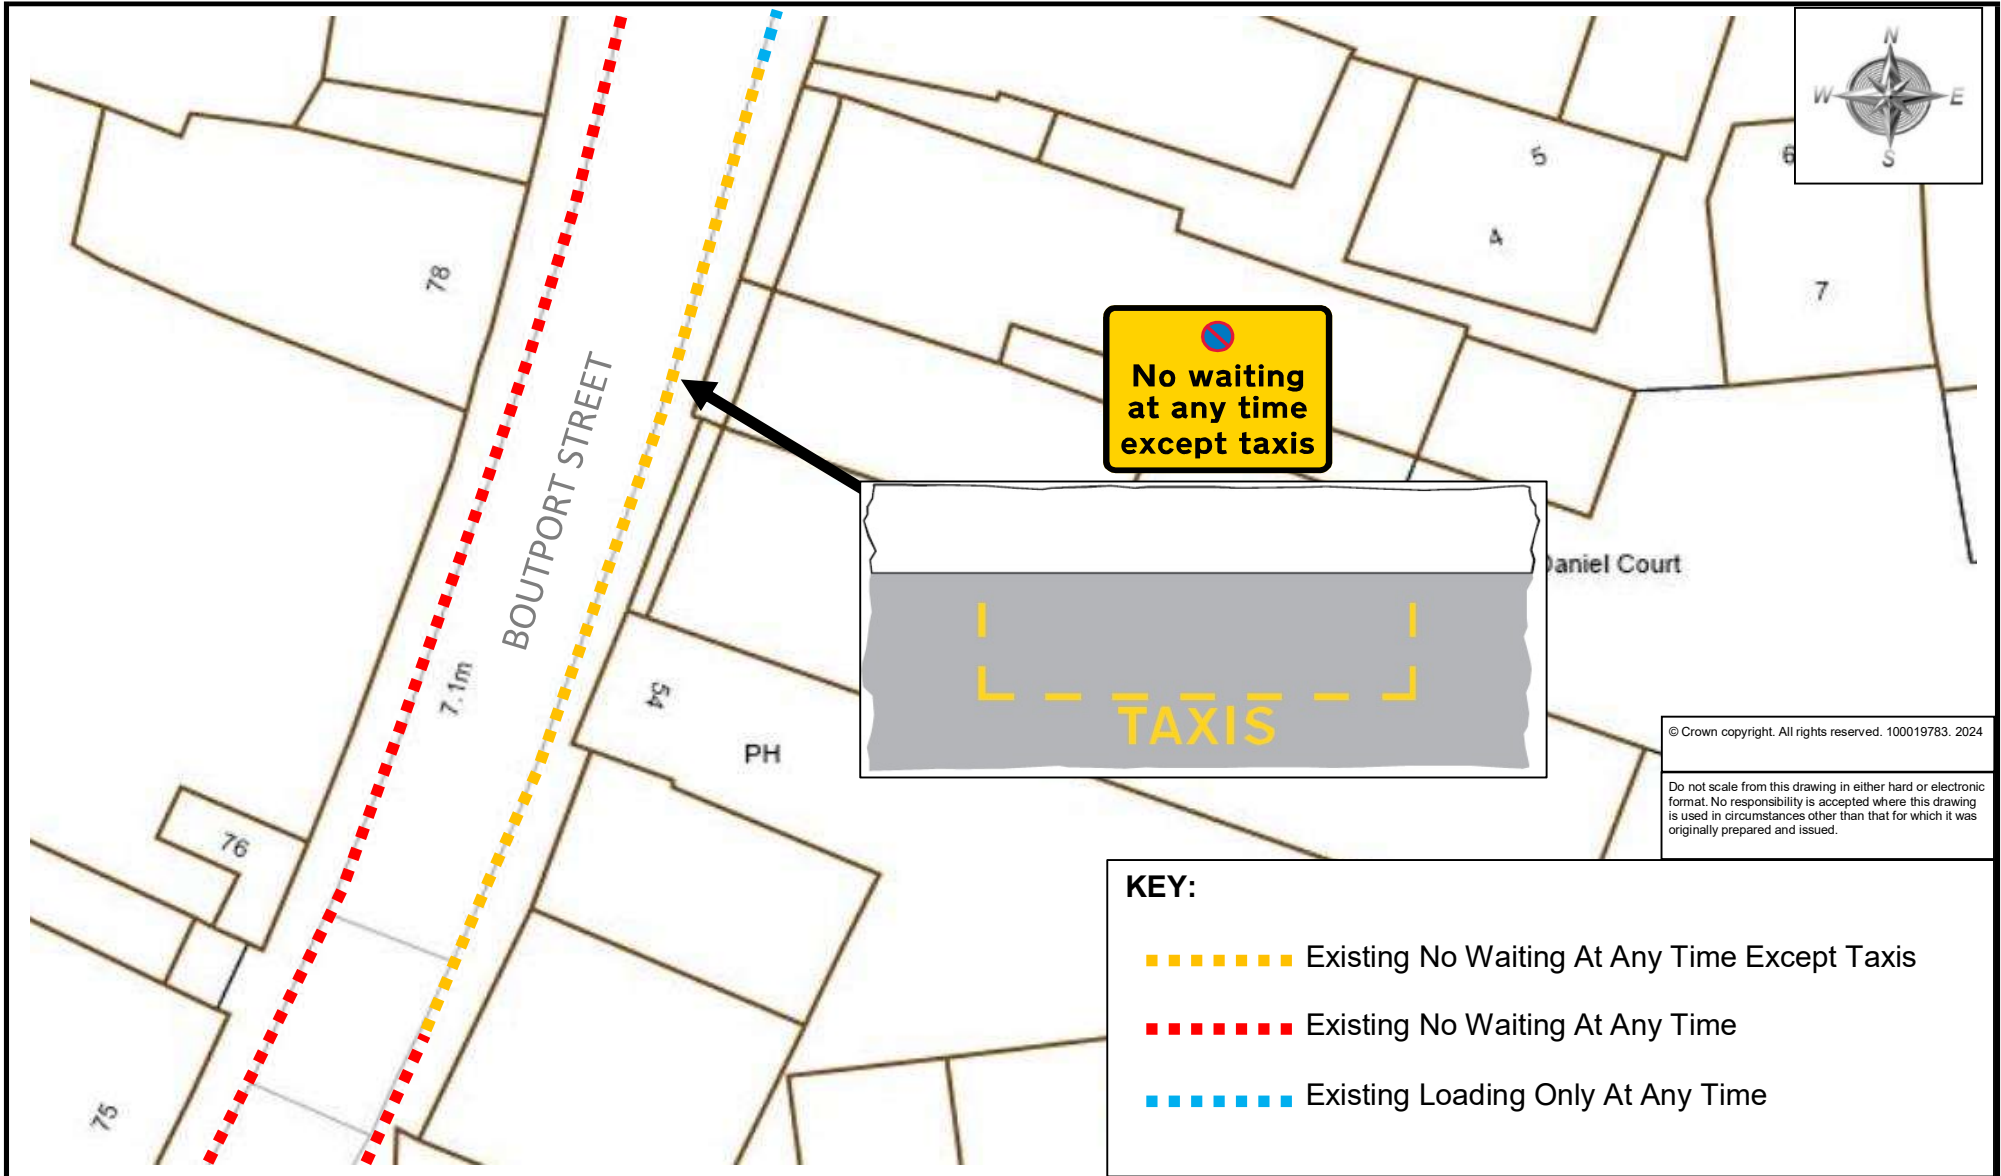 N
W E
S
5
6
4
7
78
No waiting
at any time
except taxis
BOUTPORT STREET
Daniel Court
7.1m
54
TAXIS
PH
© Crown copyright. All rights reserved. 100019783. 2024
Do not scale from this drawing in either hard or electronic
format. No responsibility is accepted where this drawing
is used in circumstances other than that for which it was
originally prepared and issued.
76
KEY:
Existing No Waiting At Any Time Except Taxis
Existing No Waiting At Any Time
Existing Loading Only At Any Time
75